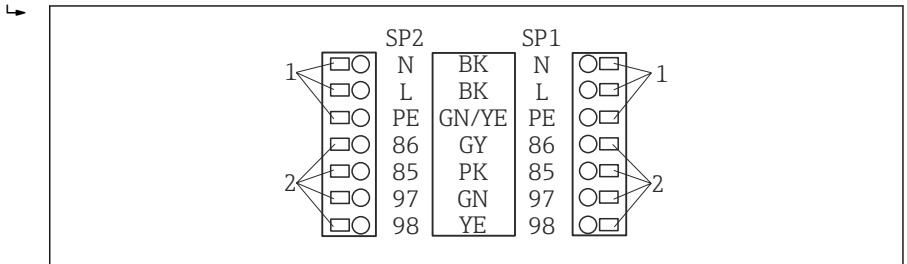 SP2 SP1
N BK N
1 L BK L 1
PE GN/YE PE
86 GY 86
2 85 PK 85 2
97 GN 97
98 YE 98